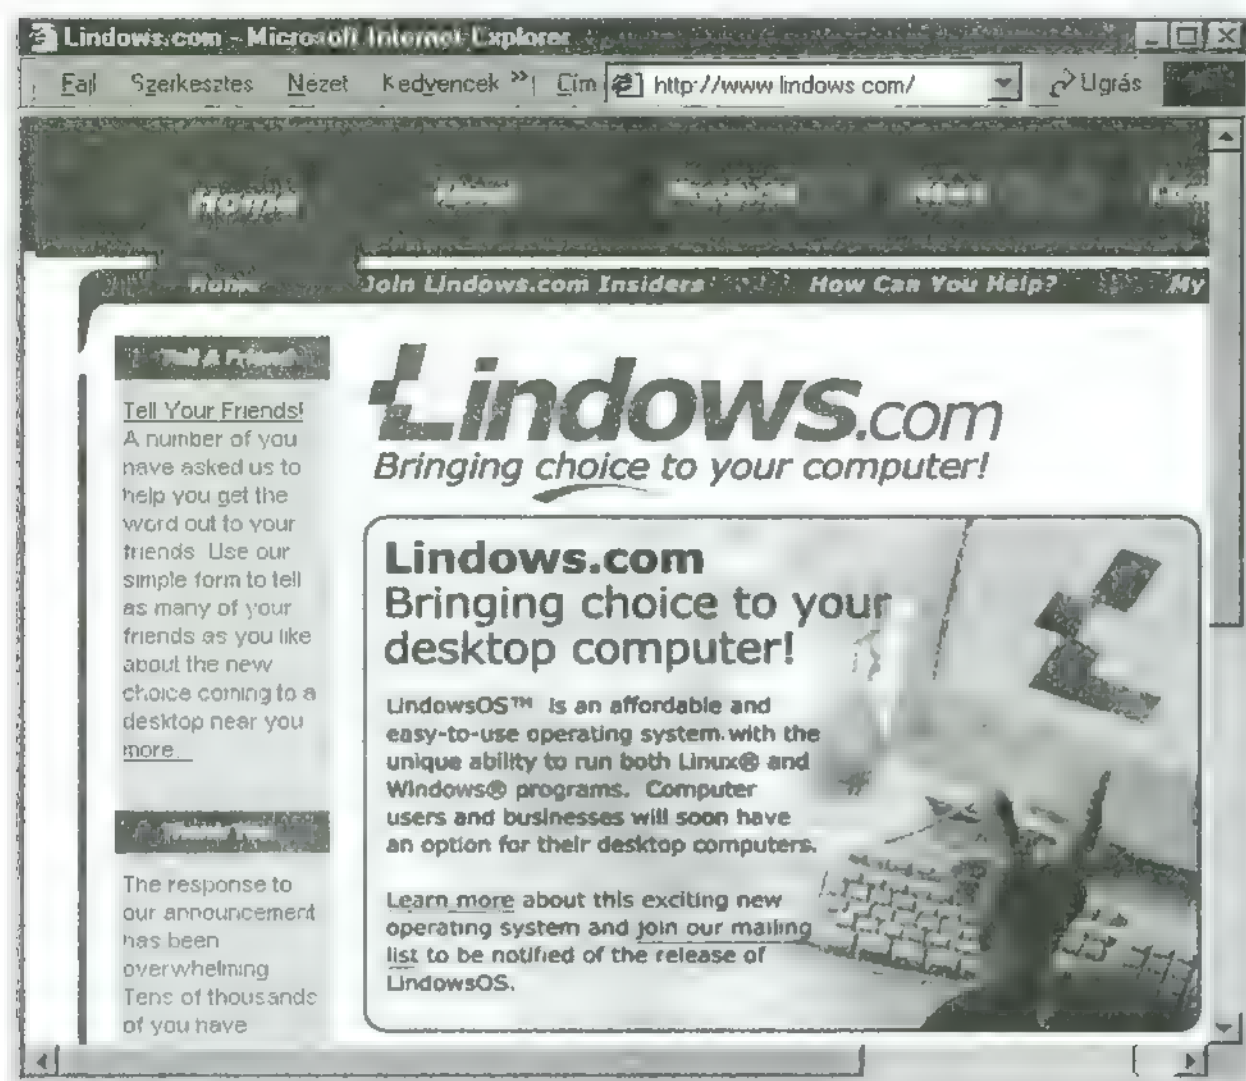 Lindows.com - Microsoft Internet Explorer
Fájl Szerkesztés Nézet Kedvencek » Cím http://www.lindows.com/ Ugrás
Home Join Lindows.com Insiders How Can You Help? My
Tell A Friend
Tell Your Friends!
A number of you
have asked us to
help you get the
word out to your
friends. Use our
simple form to tell
as many of your
friends as you like
about the new
choice coming to a
desktop near you
more...
The response to
our announcement
has been
overwhelming
Tens of thousands
of you have
Lindows.com
Bringing choice to your computer!
Lindows.com
Bringing choice to your
desktop computer!
LindowsOS™ is an affordable and
easy-to-use operating system with the
unique ability to run both Linux® and
Windows® programs. Computer
users and businesses will soon have
an option for their desktop computers.
Learn more about this exciting new
operating system and join our mailing
list to be notified of the release of
LindowsOS.